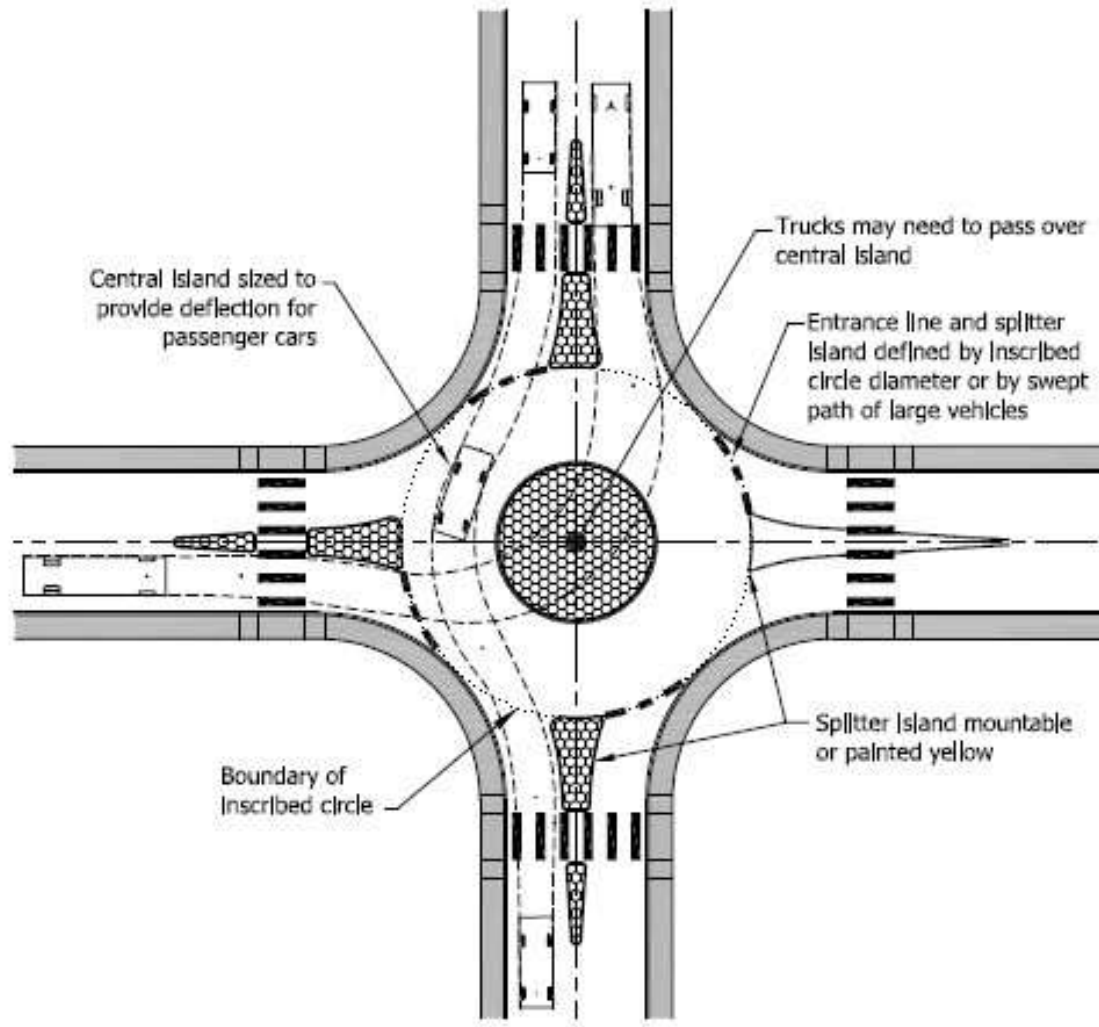 Trucks may need to pass over
central island
Central island sized to
provide deflection for
passenger cars
Entrance line and splitter
island defined by inscribed
circle diameter or by swept
path of large vehicles
Splitter island mountable
or painted yellow
Boundary of
inscribed circle